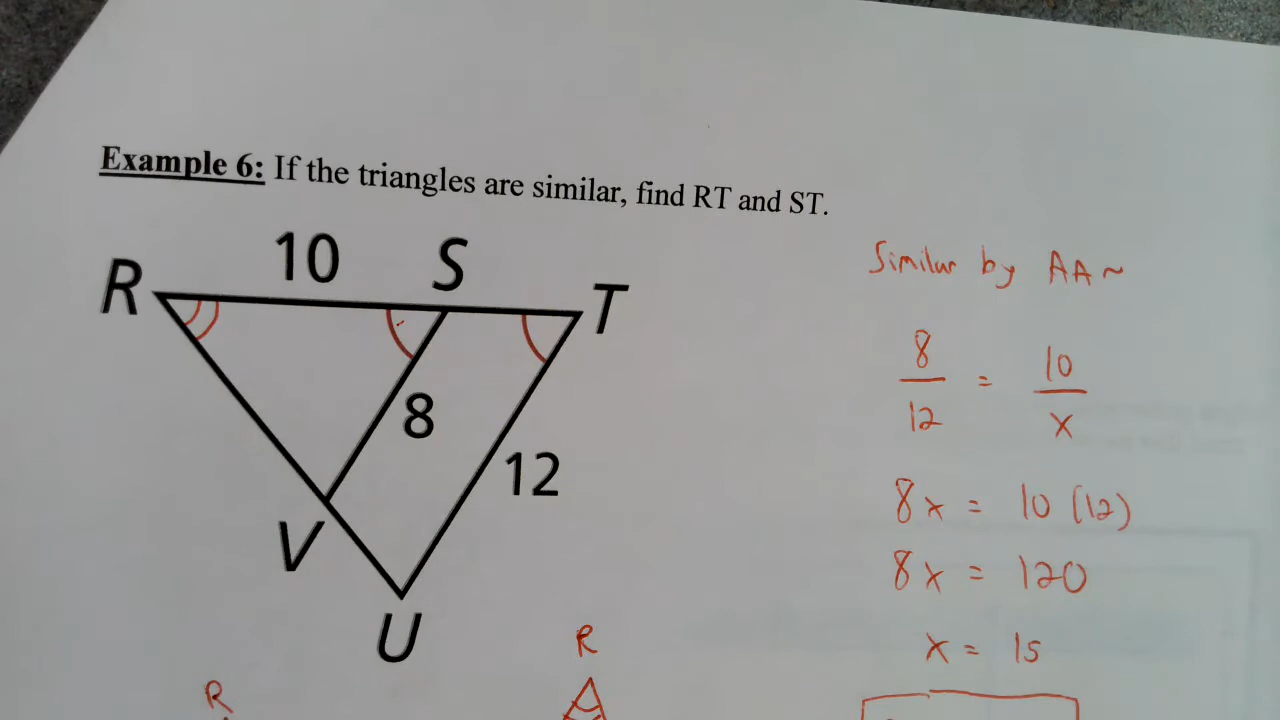 Example 6: If the triangles are similar, find RT and ST.
10
R
S
T
8
12
V
U
Similar by AA~
8/12 = 10/x
8x = 10 (12)
8x = 120
x = 15
R
R